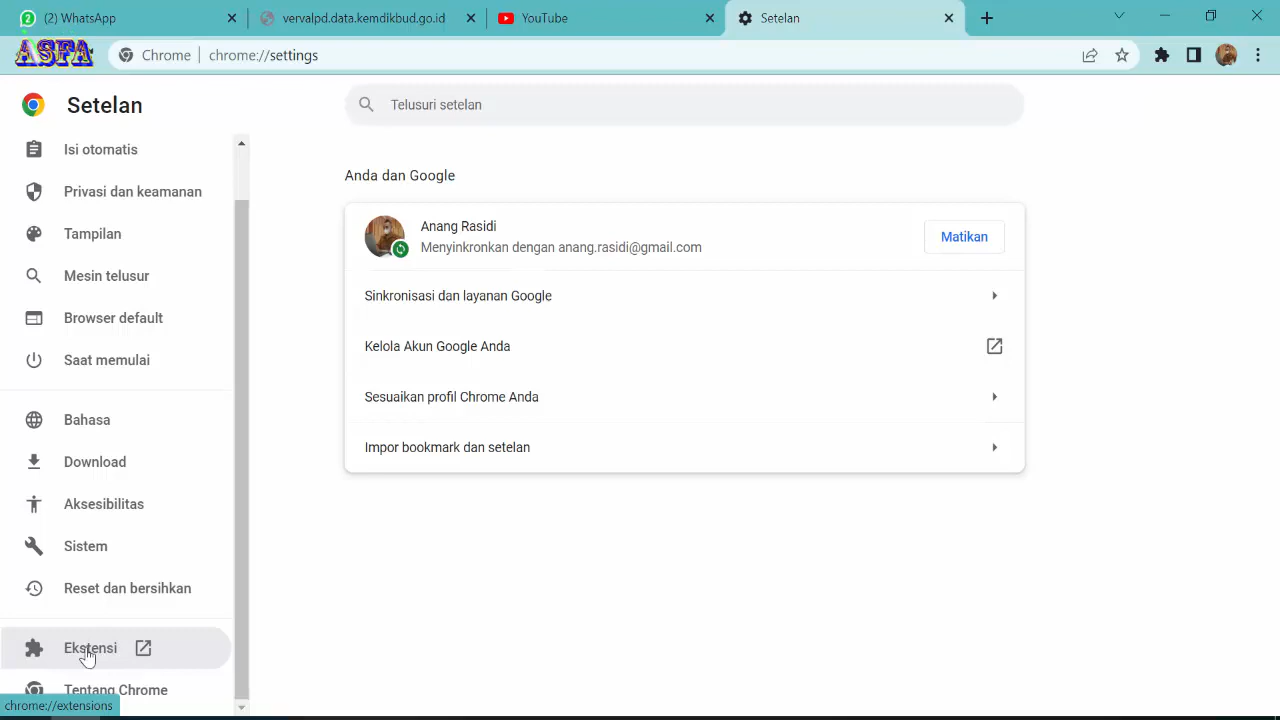 (2) WhatsApp
vervalpd.data.kemdikbud.go.id
YouTube
Setelan
ASFA
Chrome
chrome://settings
Setelan
Telusuri setelan
Isi otomatis
Privasi dan keamanan
Tampilan
Mesin telusur
Browser default
Saat memulai
Bahasa
Download
Aksesibilitas
Sistem
Reset dan bersihkan
Ekstensi
Tentang Chrome
chrome://extensions
Anda dan Google
Anang Rasidi
Menyinkronkan dengan anang.rasidi@gmail.com
Matikan
Sinkronisasi dan layanan Google
Kelola Akun Google Anda
Sesuaikan profil Chrome Anda
Impor bookmark dan setelan